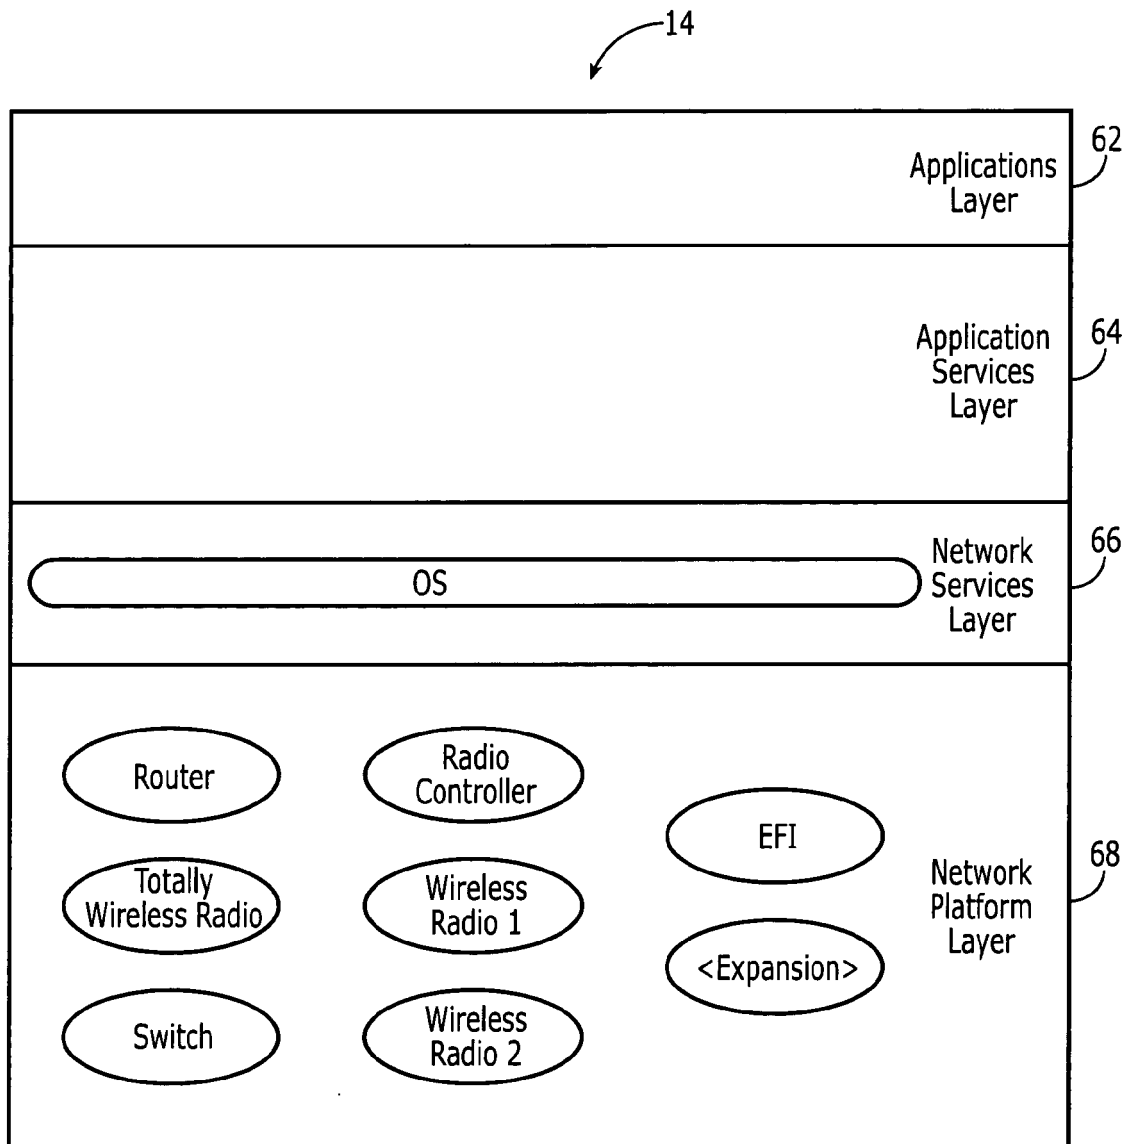 14
62
Applications
Layer
64
Application
Services
Layer
66
Network
Services
Layer
OS
Router
Radio
Controller
EFI
Totally
Wireless Radio
Wireless
Radio 1
<Expansion>
Switch
Wireless
Radio 2
68
Network
Platform
Layer